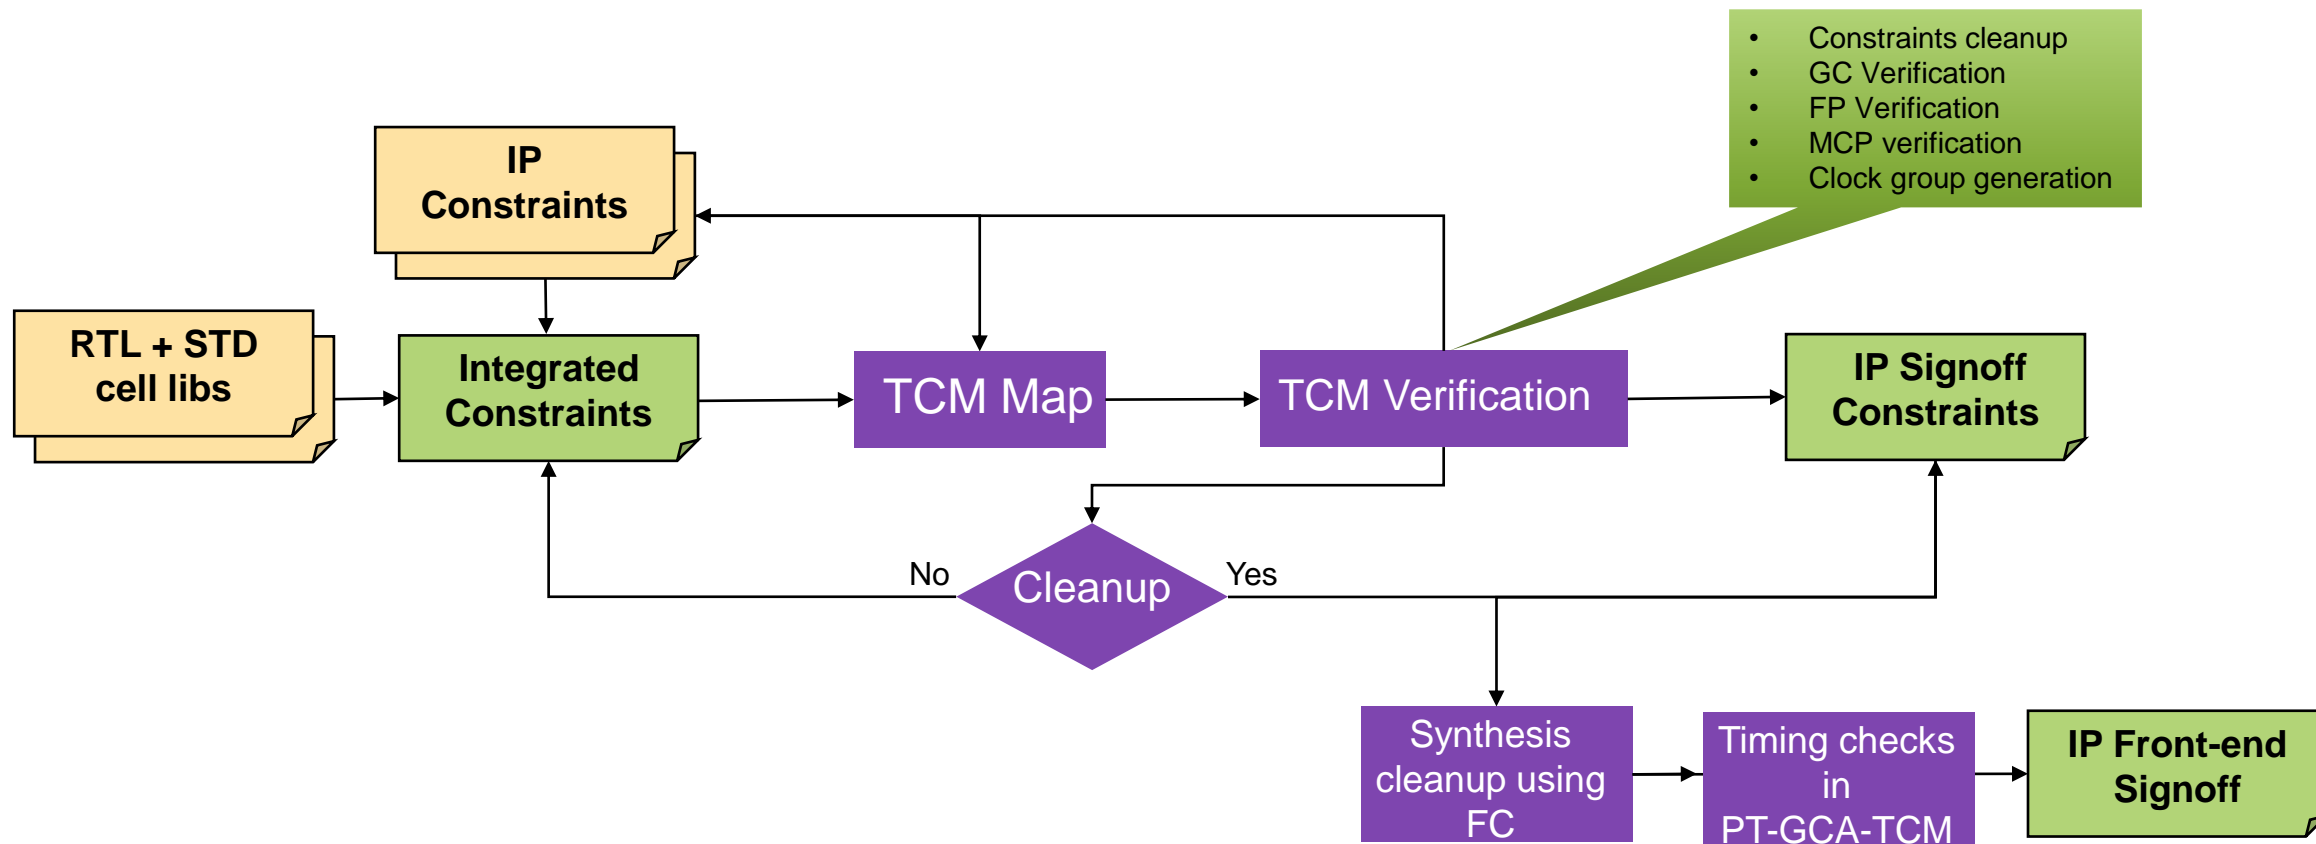 • Constraints cleanup
• GC Verification
• FP Verification
• MCP verification
• Clock group generation
IP
Constraints
RTL + STD
cell libs
Integrated
Constraints
TCM Map
TCM Verification
IP Signoff
Constraints
No
Cleanup
Yes
Synthesis
cleanup using
FC
Timing checks
in
PT-GCA-TCM
IP Front-end
Signoff